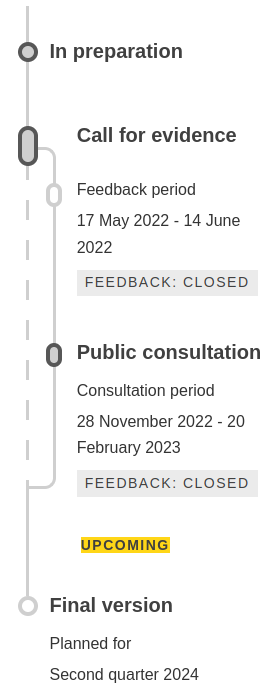 In preparation
Call for evidence
Feedback period
17 May 2022 - 14 June
2022
FEEDBACK: CLOSED
Public consultation
Consultation period
28 November 2022 - 20
February 2023
FEEDBACK: CLOSED
UPCOMING
Final version
Planned for
Second quarter 2024